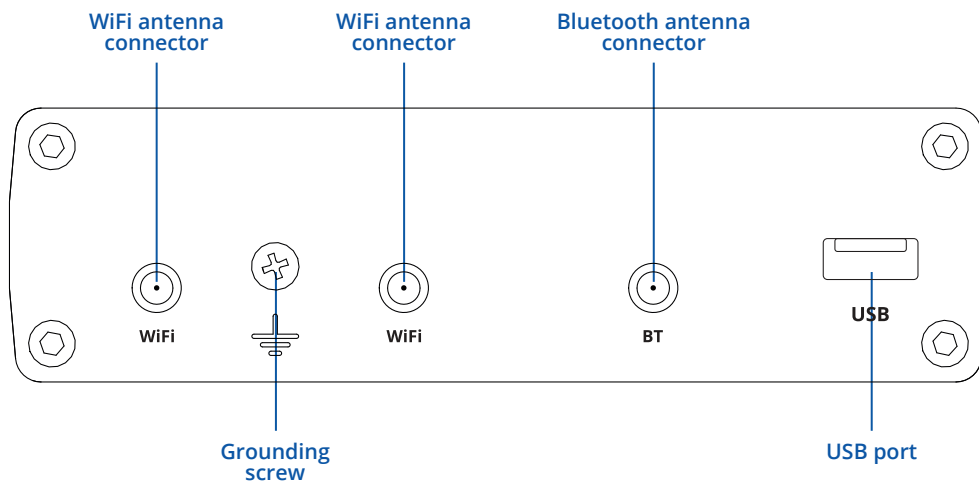 WiFi antenna
connector
WiFi antenna
connector
Bluetooth antenna
connector
WiFi
WiFi
BT
USB
Grounding
screw
USB port